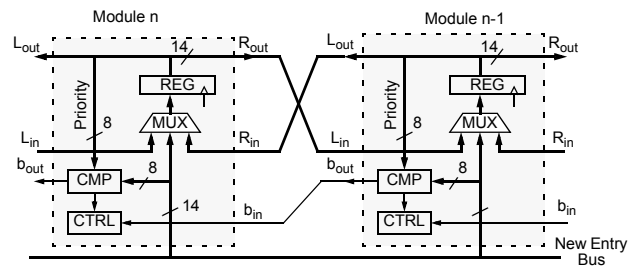 Module n
Module n-1
L_out
14
R_out
L_out
14
R_out
REG
REG
Priority
Priority
MUX
MUX
8
8
L_in
R_in
L_in
R_in
b_out
CMP
8
b_out
CMP
8
CTRL
14
b_in
CTRL
b_in
New Entry
Bus